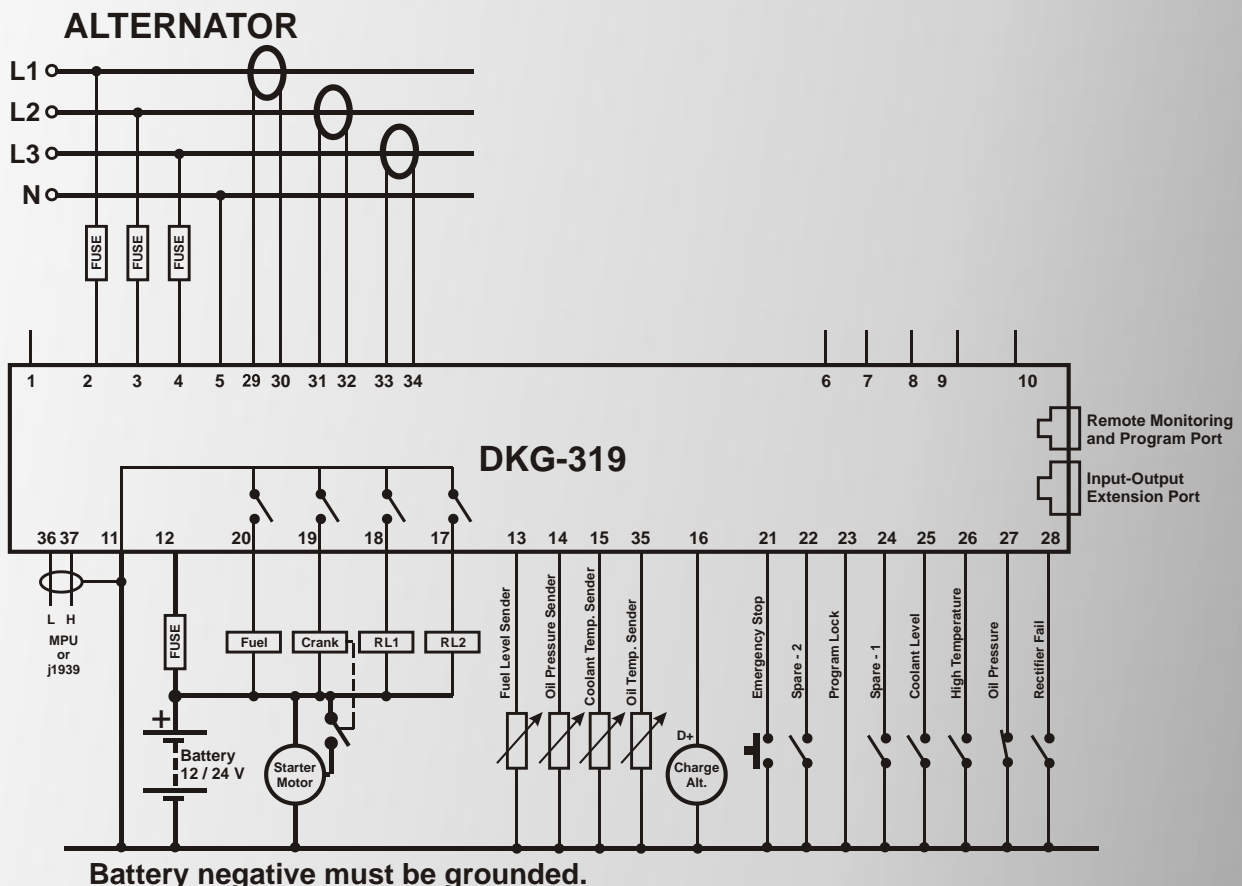 ALTERNATOR
L1
L2
L3
N
FUSE
FUSE
FUSE
1 2 3 4 5 29 30 31 32 33 34 6 7 8 9 10
Remote Monitoring
and Program Port
DKG-319
Input-Output
Extension Port
36 37 11 12 20 19 18 17 13 14 15 35 16 21 22 23 24 25 26 27 28
L H
MPU
or
j1939
FUSE
Fuel
Crank
RL1
RL2
Fuel Level Sender
Oil Pressure Sender
Coolant Temp. Sender
Oil Temp. Sender
Emergency Stop
Spare - 2
Program Lock
Spare - 1
Coolant Level
High Temperature
Oil Pressure
Rectifier Fail
+
Battery
12 / 24 V
Starter
Motor
D+
Charge
Alt.
Battery negative must be grounded.